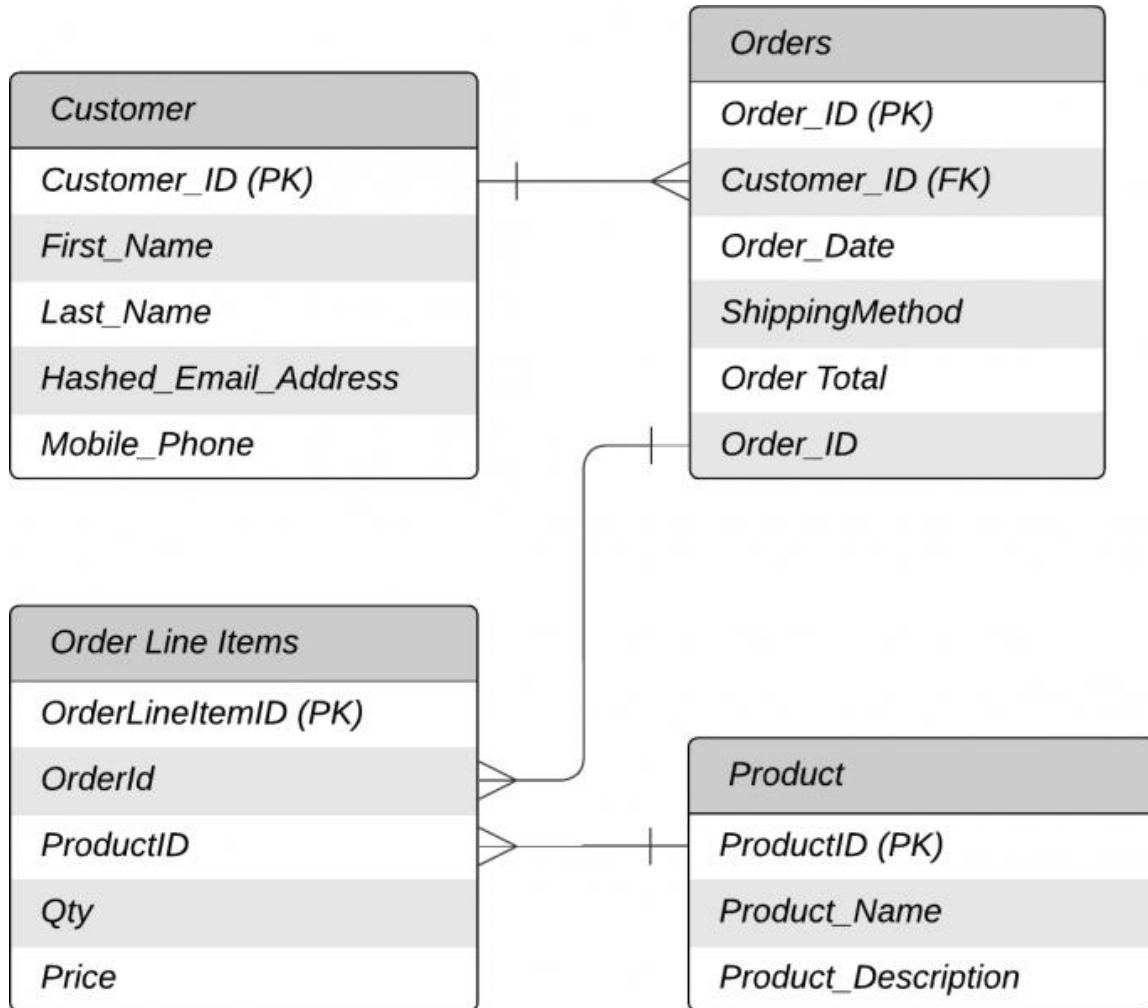 Customer
Customer_ID (PK)
First_Name
Last_Name
Hashed_Email_Address
Mobile_Phone
Orders
Order_ID (PK)
Customer_ID (FK)
Order_Date
ShippingMethod
Order Total
Order_ID
Order Line Items
OrderLineItemID (PK)
OrderId
ProductID
Qty
Price
Product
ProductID (PK)
Product_Name
Product_Description